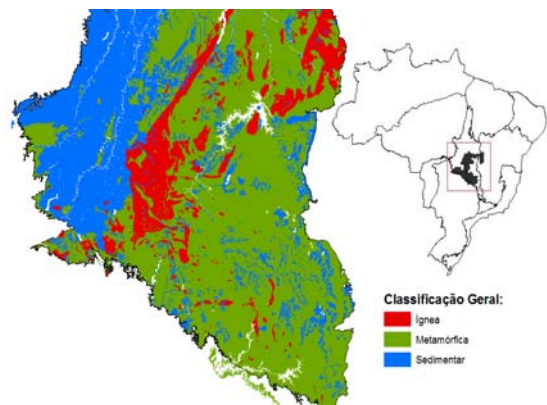 Classificação Geral:
Ígnea
Metamórfica
Sedimentar